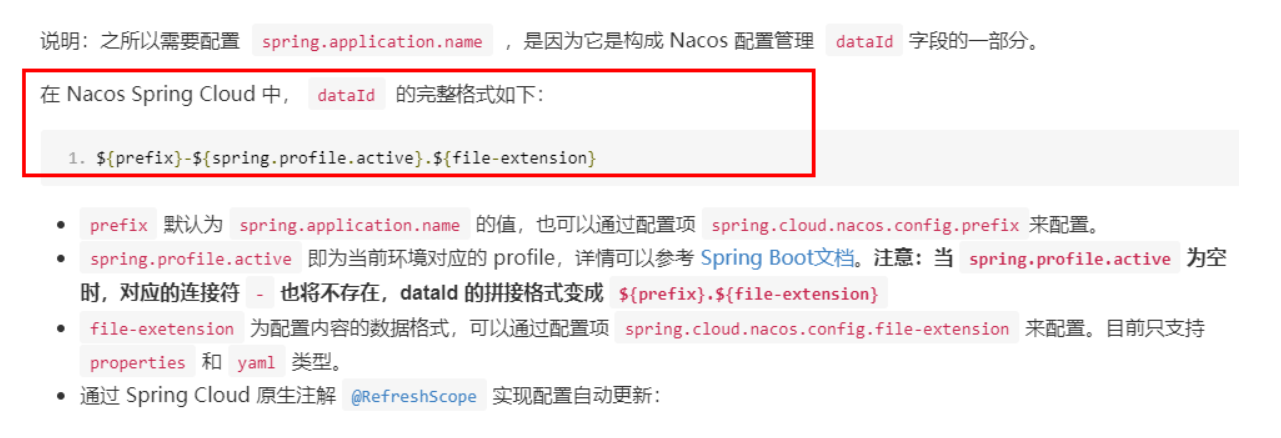 说明：之所以需要配置 spring.application.name ，是因为它是构成 Nacos 配置管理 dataId 字段的一部分。
在 Nacos Spring Cloud 中， dataId 的完整格式如下：
1. ${prefix}-${spring.profile.active}.${file-extension}
• prefix 默认为 spring.application.name 的值，也可以通过配置项 spring.cloud.nacos.config.prefix 来配置。
• spring.profile.active 即为当前环境对应的 profile，详情可以参考 Spring Boot文档。注意：当 spring.profile.active 为空
时，对应的连接符 - 也将不存在，dataId 的拼接格式变成 ${prefix}.${file-extension}
• file-exetension 为配置内容的数据格式，可以通过配置项 spring.cloud.nacos.config.file-extension 来配置。目前只支持
properties 和 yaml 类型。
• 通过 Spring Cloud 原生注解 @RefreshScope 实现配置自动更新：